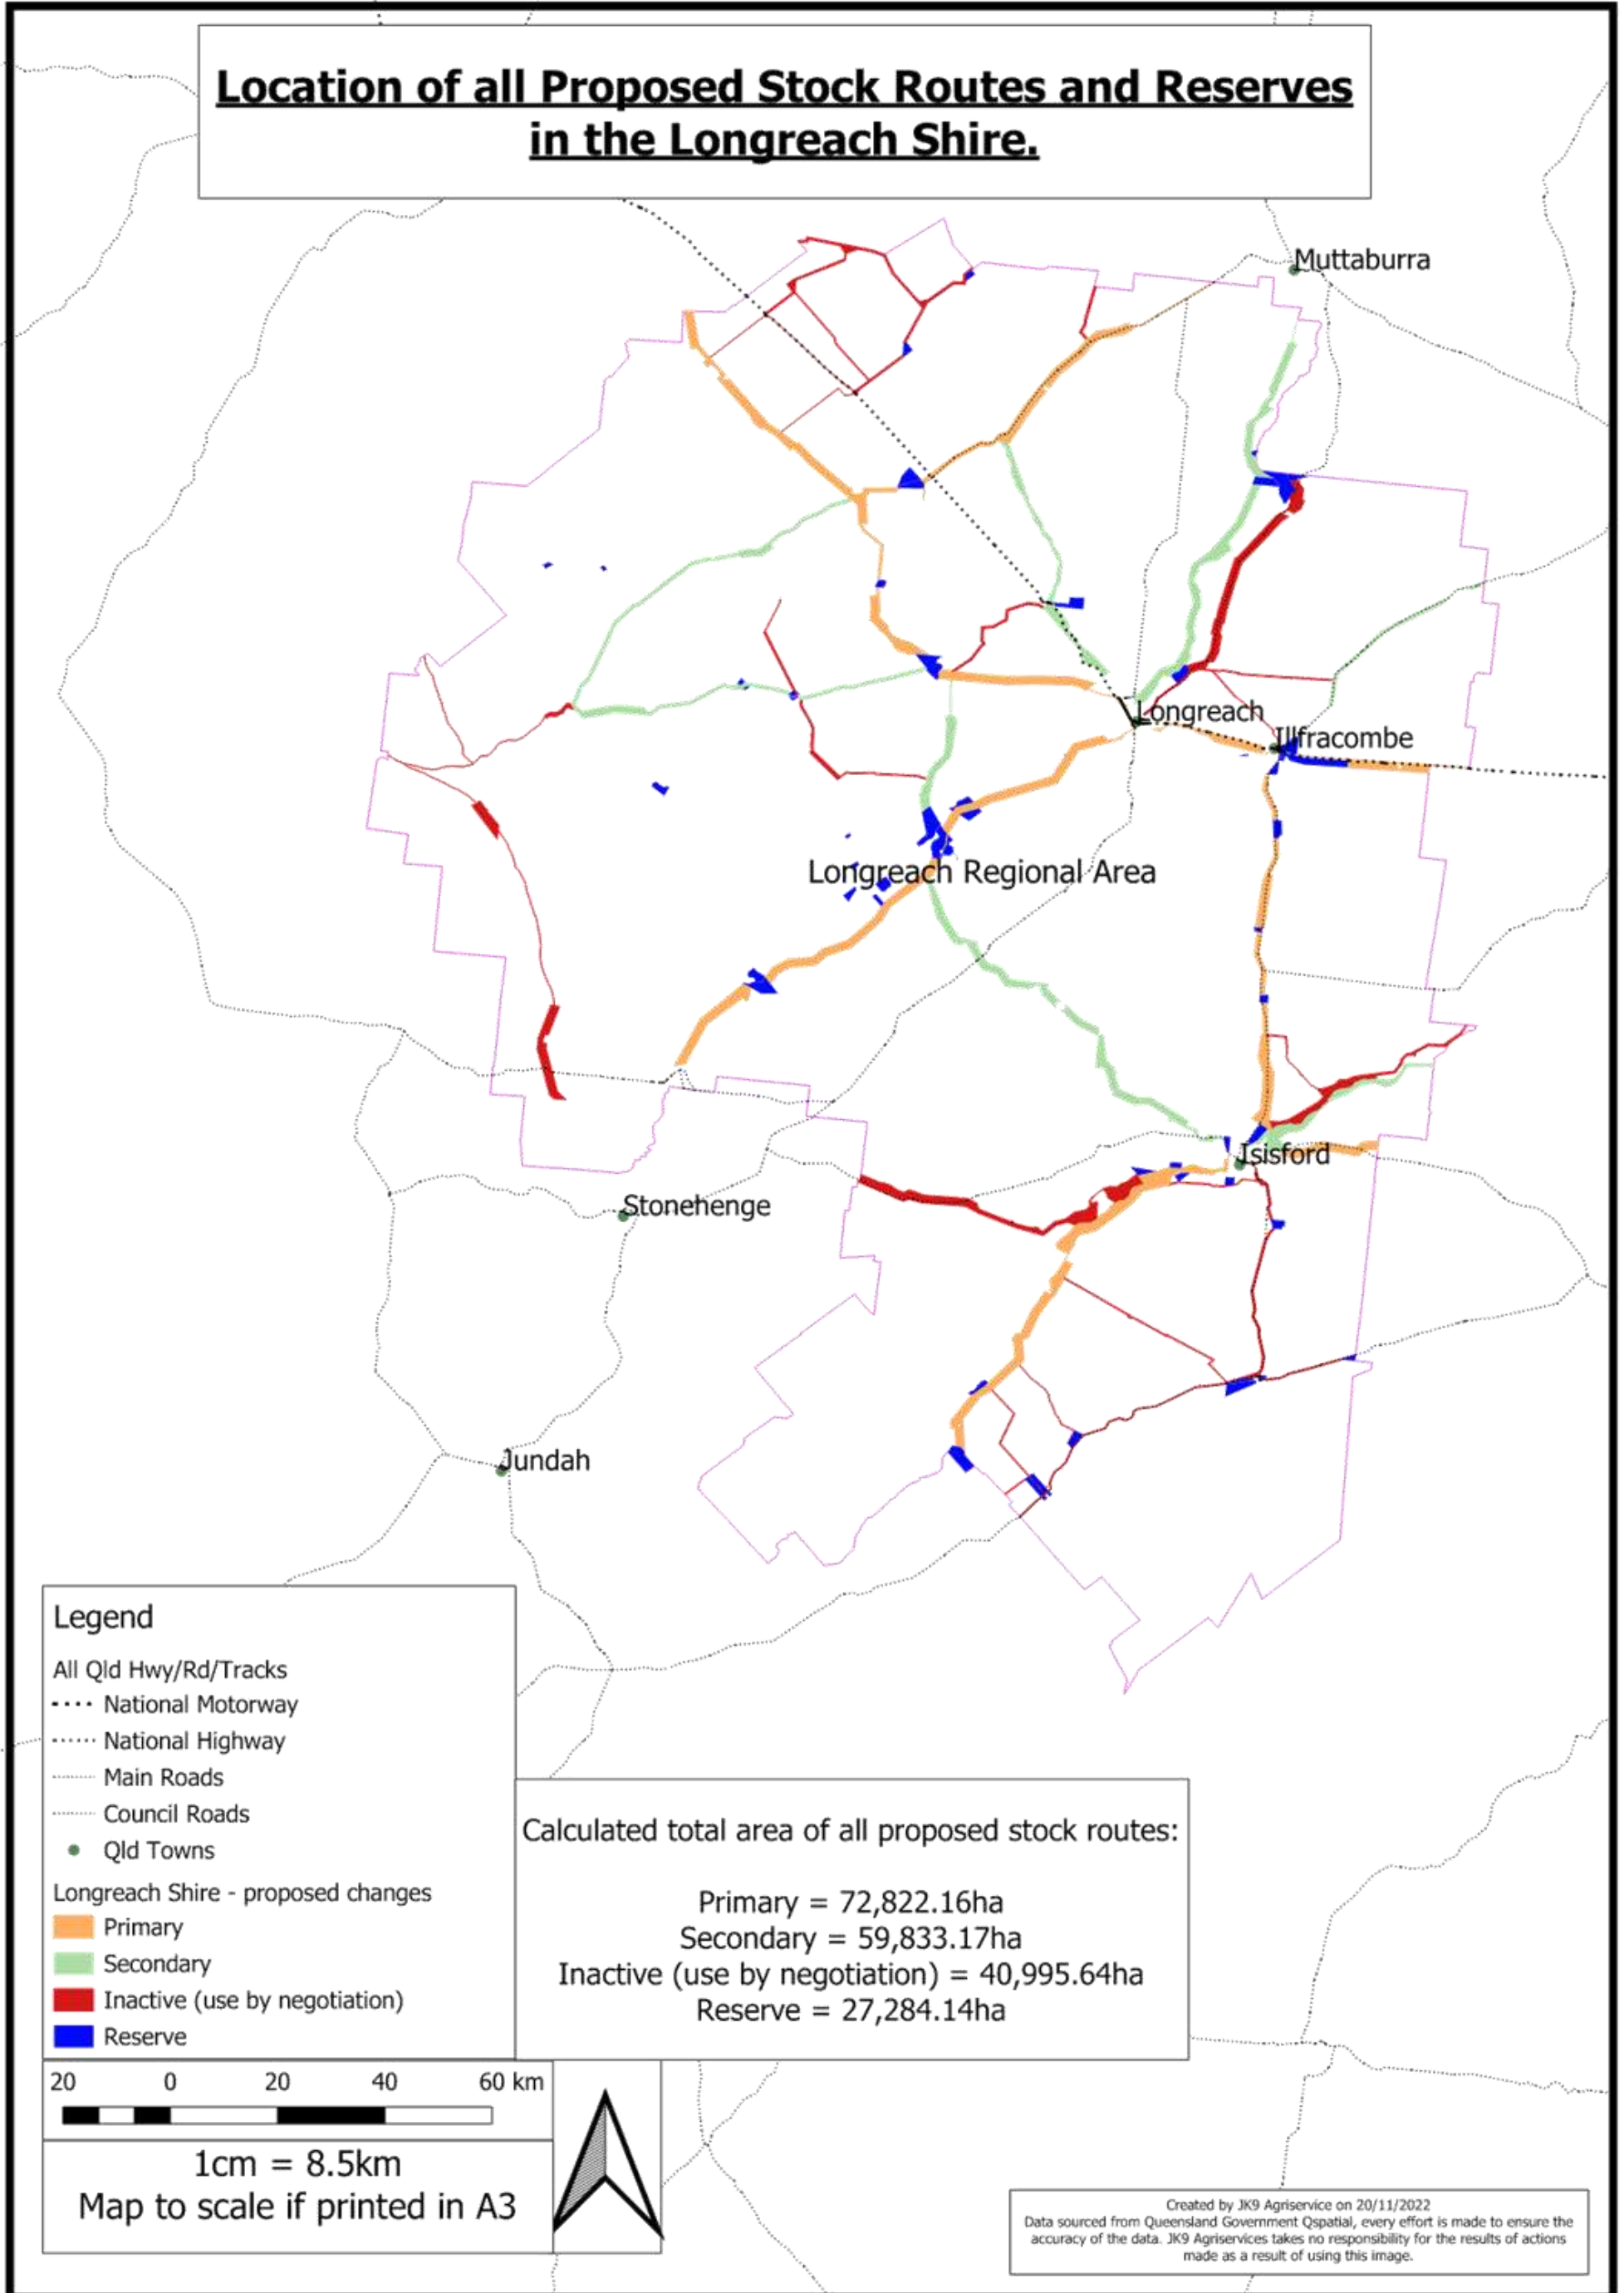 Location of all Proposed Stock Routes and Reserves
in the Longreach Shire.
Muttaburra
Longreach
Ilfracombe
Longreach Regional Area
Isisford
Stonehenge
Jundah
Legend
All Qld Hwy/Rd/Tracks
National Motorway
National Highway
Main Roads
Council Roads
Qld Towns
Longreach Shire - proposed changes
Primary
Secondary
Inactive (use by negotiation)
Reserve
Calculated total area of all proposed stock routes:
Primary = 72,822.16ha
Secondary = 59,833.17ha
Inactive (use by negotiation) = 40,995.64ha
Reserve = 27,284.14ha
20 0 20 40 60 km
1cm = 8.5km
Map to scale if printed in A3
Created by JK9 Agriservice on 20/11/2022
Data sourced from Queensland Government Qspatial, every effort is made to ensure the
accuracy of the data. JK9 Agriservices takes no responsibility for the results of actions
made as a result of using this image.